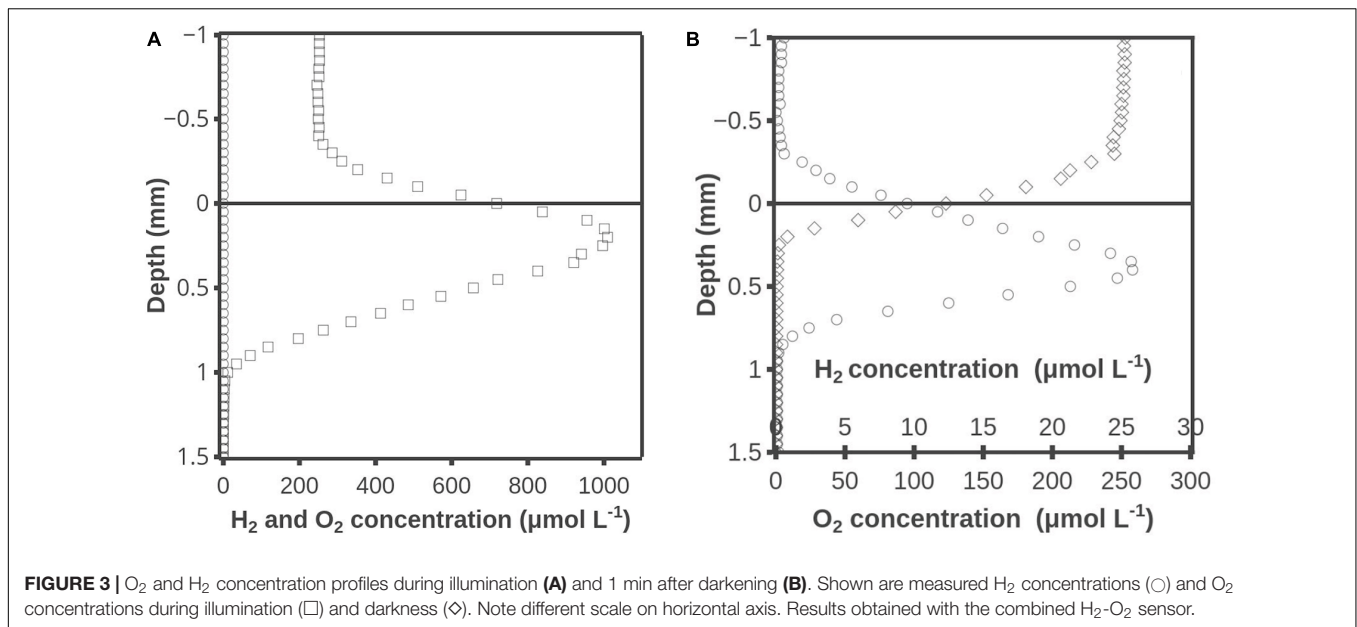 A
−1
−0.5
0
0.5
1
1.5
Depth (mm)
0 200 400 600 800 1000
H₂ and O₂ concentration (µmol L⁻¹)
B
−1
−0.5
0
0.5
1
1.5
Depth (mm)
H₂ concentration (µmol L⁻¹)
0 5 10 15 20 25 30
0 50 100 150 200 250 300
O₂ concentration (µmol L⁻¹)
FIGURE 3 | O₂ and H₂ concentration profiles during illumination (A) and 1 min after darkening (B). Shown are measured H₂ concentrations (○) and O₂
concentrations during illumination (□) and darkness (◇). Note different scale on horizontal axis. Results obtained with the combined H₂-O₂ sensor.